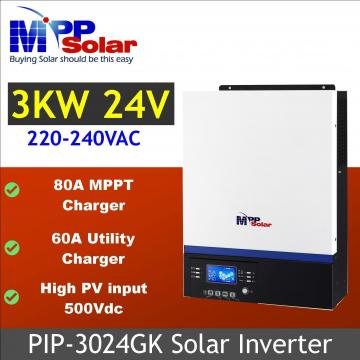 MPP
Solar
Buying Solar should be this easy
3KW 24V
220-240VAC
80A MPPT
Charger
60A Utility
Charger
High PV input
500Vdc
MPP
Solar
PIP-3024GK Solar Inverter